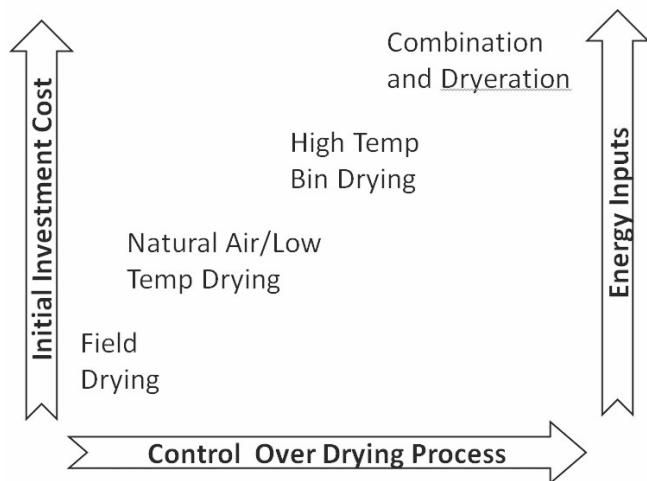 Combination
and Dryeration
High Temp
Bin Drying
Natural Air/Low
Temp Drying
Field
Drying
Initial Investment Cost
Energy Inputs
Control Over Drying Process